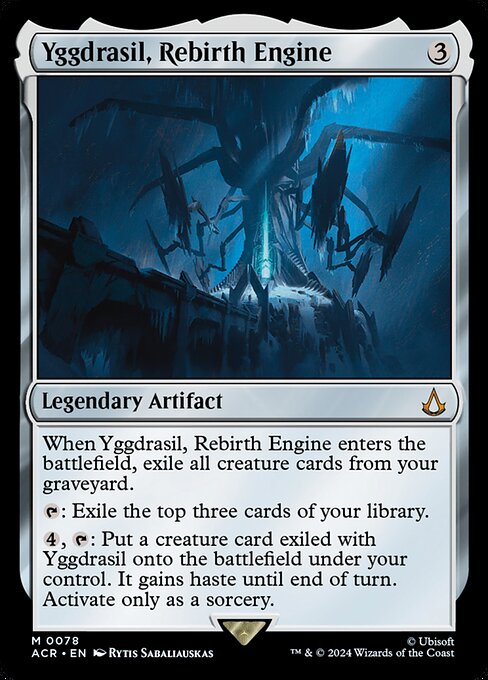 Yggdrasil, Rebirth Engine 3
Legendary Artifact
When Yggdrasil, Rebirth Engine enters the
battlefield, exile all creature cards from your
graveyard.
: Exile the top three cards of your library.
4, : Put a creature card exiled with
Yggdrasil onto the battlefield under your
control. It gains haste until end of turn.
Activate only as a sorcery.
M 0078
ACR • EN RYTIS SABALIAUSKAS
© Ubisoft
™ & © 2024 Wizards of the Coast